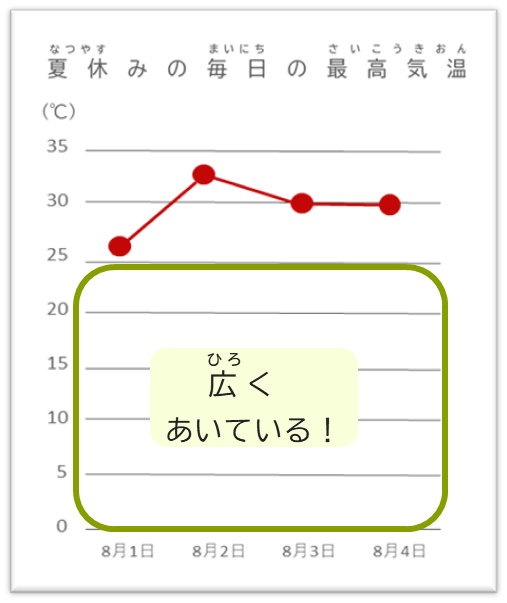 なつやす まいにち さいこうきおん
夏休みの毎日の最高気温
(℃)
35
30
25
20
15
10
5
0
ひろ
広く
あいている！
8月1日 8月2日 8月3日 8月4日